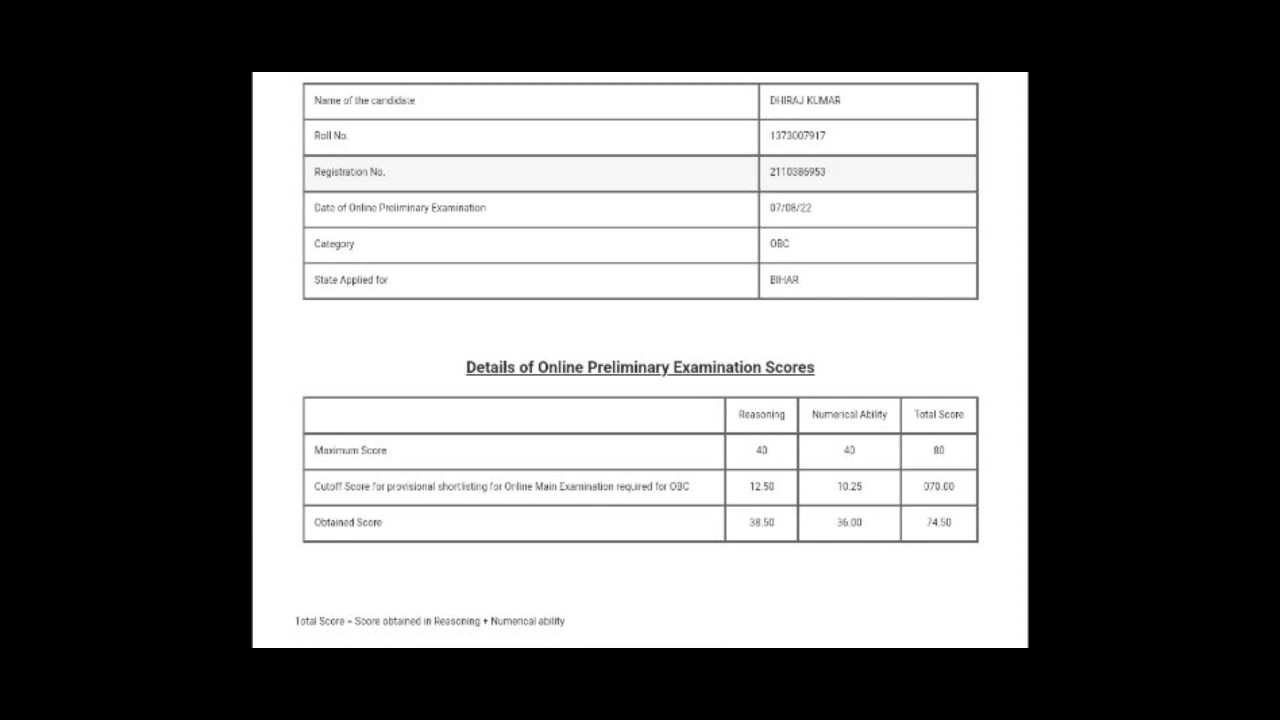 Name of the candidate DHIRAJ KUMAR
Roll No. 1373007917
Registration No. 2110386953
Date of Online Preliminary Examination 07/08/22
Category OBC
State Applied for BIHAR
Details of Online Preliminary Examination Scores
Reasoning Numerical Ability Total Score
Maximum Score 40 40 80
Cutoff Score for provisional shortlisting for Online Main Examination required for OBC 12.50 10.25 070.00
Obtained Score 38.50 36.00 74.50
Total Score = Score obtained in Reasoning + Numerical ability